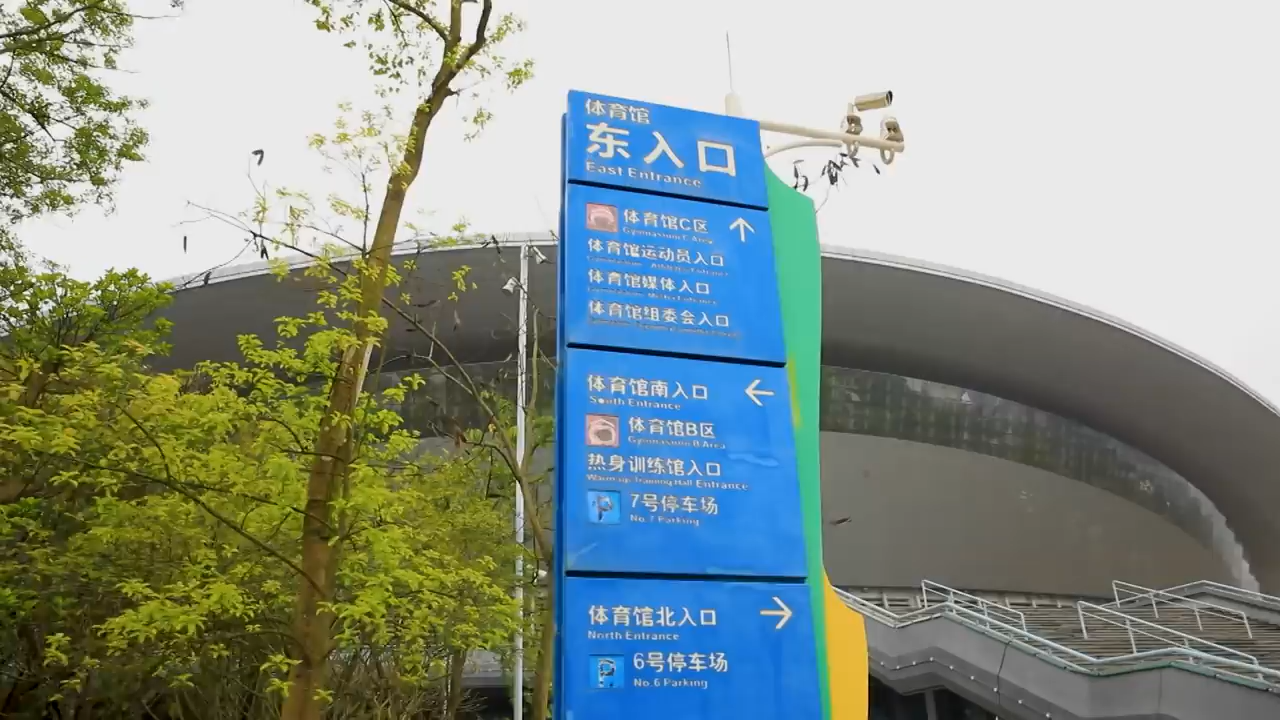 体育馆
东入口
East Entrance
体育馆C区
Gymnasium C Area
体育馆运动员入口
体育馆媒体入口
体育馆组委会入口
体育馆南入口
South Entrance
体育馆B区
Gymnasium B Area
热身训练馆入口
Warm-up Training Hall Entrance
P 7号停车场
No.7 Parking
体育馆北入口
North Entrance
P 6号停车场
No.6 Parking